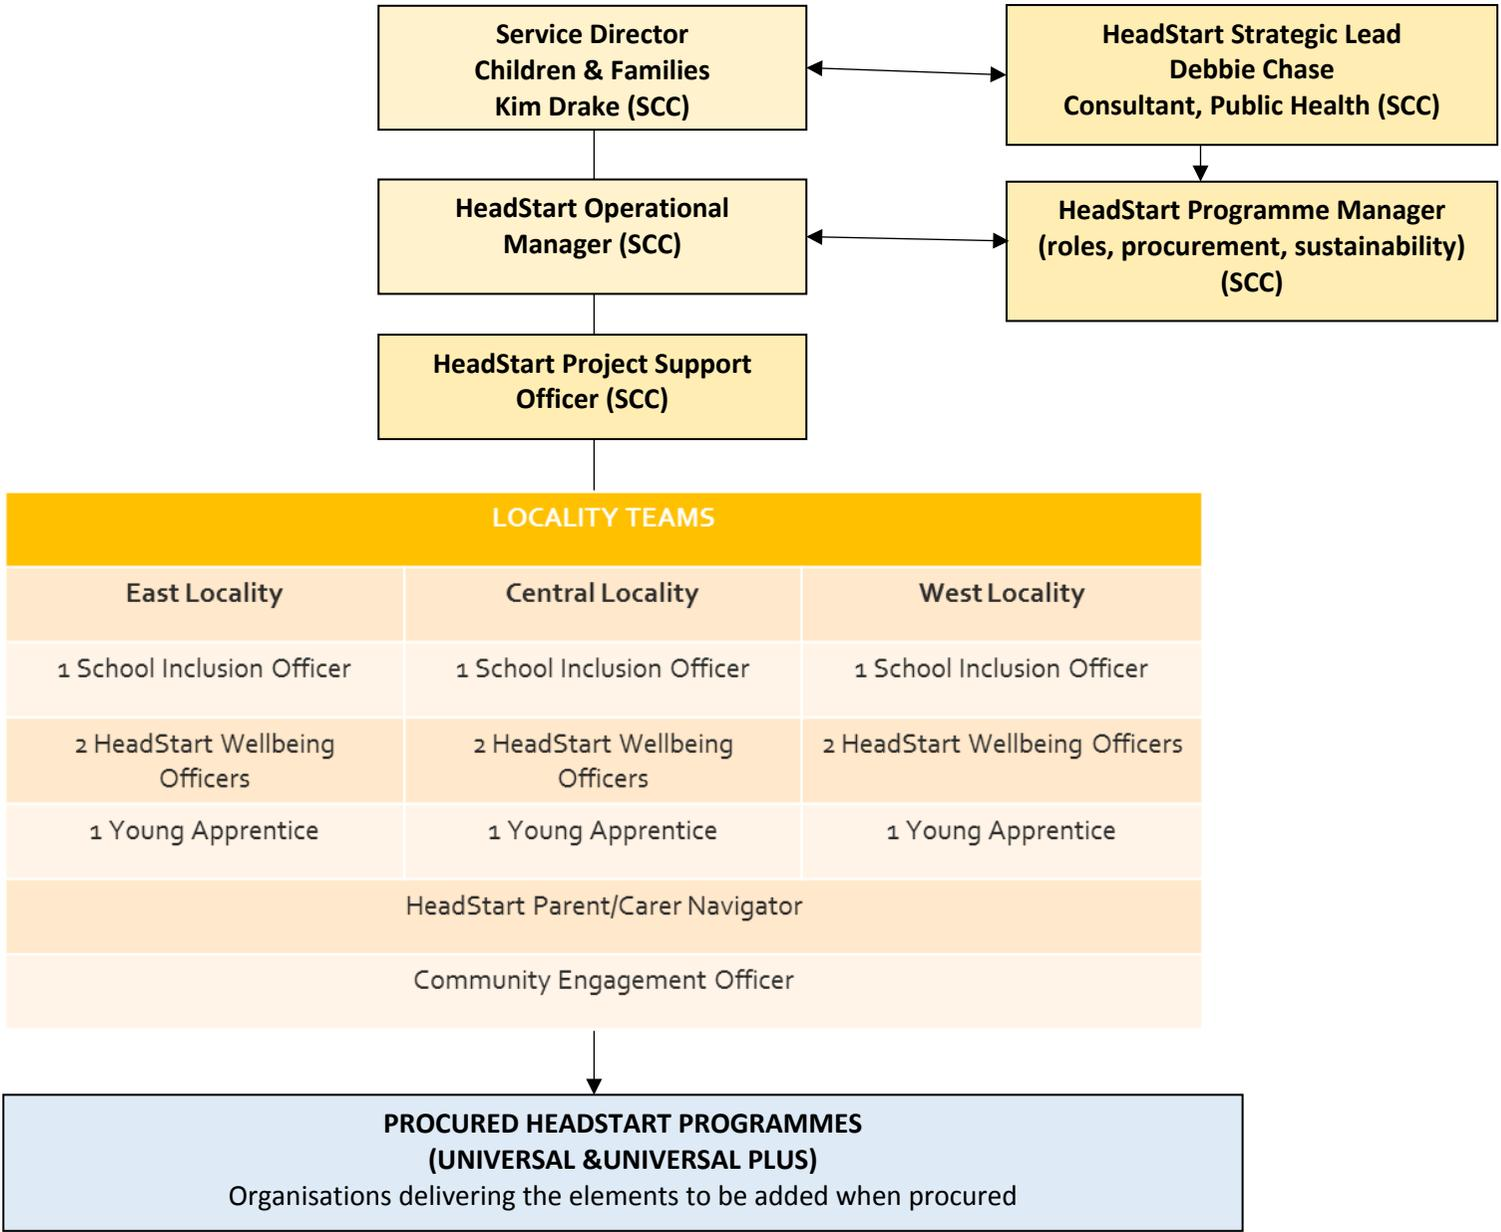 Service Director
Children & Families
Kim Drake (SCC)
HeadStart Strategic Lead
Debbie Chase
Consultant, Public Health (SCC)
HeadStart Operational
Manager (SCC)
HeadStart Programme Manager
(roles, procurement, sustainability)
(SCC)
HeadStart Project Support
Officer (SCC)
LOCALITY TEAMS
East Locality
Central Locality
West Locality
1 School Inclusion Officer
1 School Inclusion Officer
1 School Inclusion Officer
2 HeadStart Wellbeing
Officers
2 HeadStart Wellbeing
Officers
2 HeadStart Wellbeing Officers
1 Young Apprentice
1 Young Apprentice
1 Young Apprentice
HeadStart Parent/Carer Navigator
Community Engagement Officer
PROCURED HEADSTART PROGRAMMES
(UNIVERSAL &UNIVERSAL PLUS)
Organisations delivering the elements to be added when procured